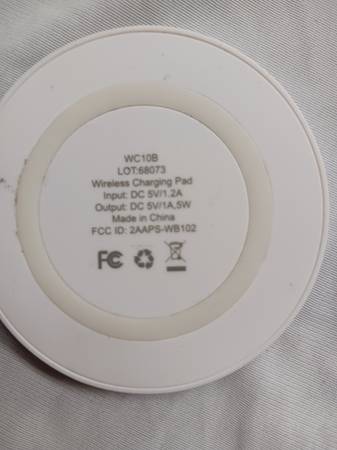 WC10B
LOT:68073
Wireless Charging Pad
Input: DC 5V/1.2A
Output: DC 5V/1A,5W
Made in China
FCC ID: 2AAPS-WB102
FC